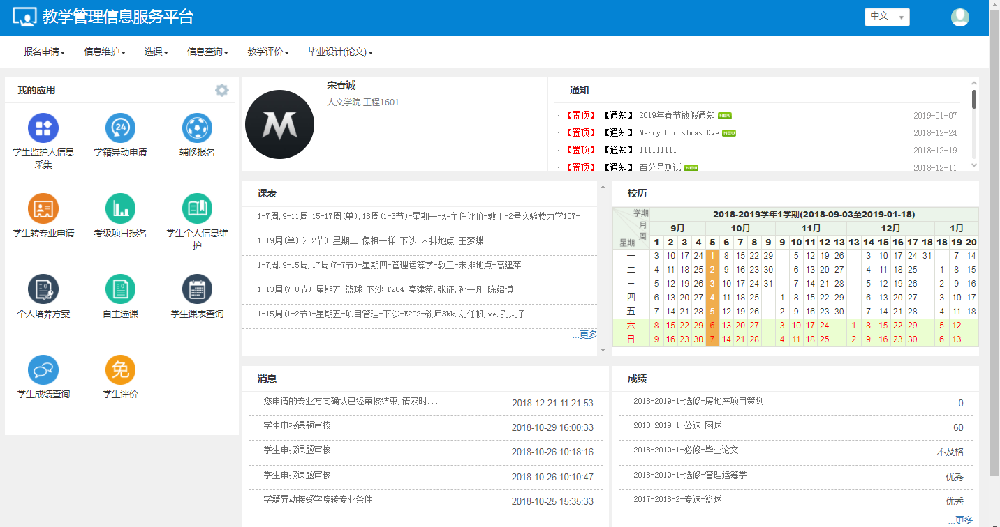 教学管理信息服务平台
中文
报名申请 信息维护 选课 信息查询 教学评价 毕业设计(论文)
我的应用
学生监护人信息
采集
24
学籍异动申请
辅修报名
学生转专业申请
考级项目报名
学生个人信息维
护
个人培养方案
自主选课
学生课表查询
学生成绩查询
免
学生评价
M
宋春诚
人文学院 工程1601
通知
【置顶】【通知】 2019年春节放假通知 NEW 2019-01-07
【置顶】【通知】 Merry Christmas Eve NEW 2018-12-24
【置顶】【通知】 111111111 2018-12-19
【置顶】【通知】 百分号测试 NEW 2018-12-11
课表
1-7周,9-11周,15-17周(单),18周(1-3节)-星期一-班主任评价-教工-2号实验楼力学107-
1-19周(单)(2-2节)-星期二-像枫一样-下沙-未排地点-王梦蝶
1-7周,9-15周,17周(7-7节)-星期四-管理运筹学-教工-未排地点-高建萍
1-13周(7-8节)-星期五-篮球-下沙-F204-高建萍,张征,孙一凡,陈绍博
1-15周(1-2节)-星期五-项目管理-下沙-E202-教师3kk,刘任帆,we,孔夫子
...更多
校历
学期 2018-2019学年1学期(2018-09-03至2019-01-18)
月 9月 10月 11月 12月 1月
周
星期 1 2 3 4 5 6 7 8 9 9 10 11 12 13 13 14 15 16 17 18 18 19 20
一 3 10 17 24 1 8 15 22 29 5 12 19 26 3 10 17 24 31 7 14
二 4 11 18 25 2 9 16 23 30 6 13 20 27 4 11 18 25 1 8 15
三 5 12 19 26 3 10 17 24 31 7 14 21 28 5 12 19 26 2 9 16
四 6 13 20 27 4 11 18 25 1 8 15 22 29 6 13 20 27 3 10 17
五 7 14 21 28 5 12 19 26 2 9 16 23 30 7 14 21 28 4 11 18
六 8 15 22 29 6 13 20 27 3 10 17 24 1 8 15 22 29 5 12
日 9 16 23 30 7 14 21 28 4 11 18 25 2 9 16 23 30 6 13
消息
您申请的专业方向确认已经审核结束,请及时... 2018-12-21 11:21:53
学生申报课题审核 2018-10-29 16:00:33
学生申报课题审核 2018-10-26 10:18:16
学生申报课题审核 2018-10-26 10:10:47
学籍异动接受学院转专业条件 2018-10-25 15:35:33
成绩
2018-2019-1-选修-房地产项目策划 0
2018-2019-1-公选-网球 60
2018-2019-1-必修-毕业论文 不及格
2018-2019-1-选修-管理运筹学 优秀
2017-2018-2-专选-篮球 优秀
...更多